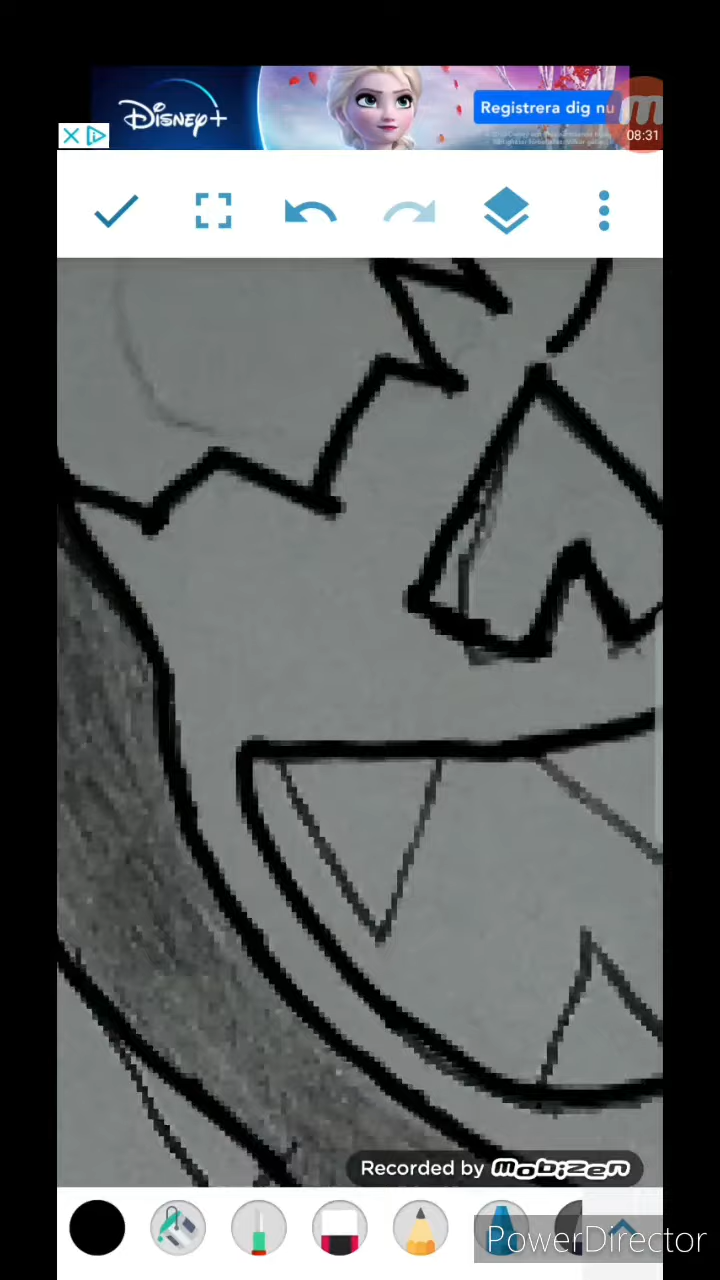 Disney+
Registrera dig nu
08:31
Recorded by mobizen
PowerDirector